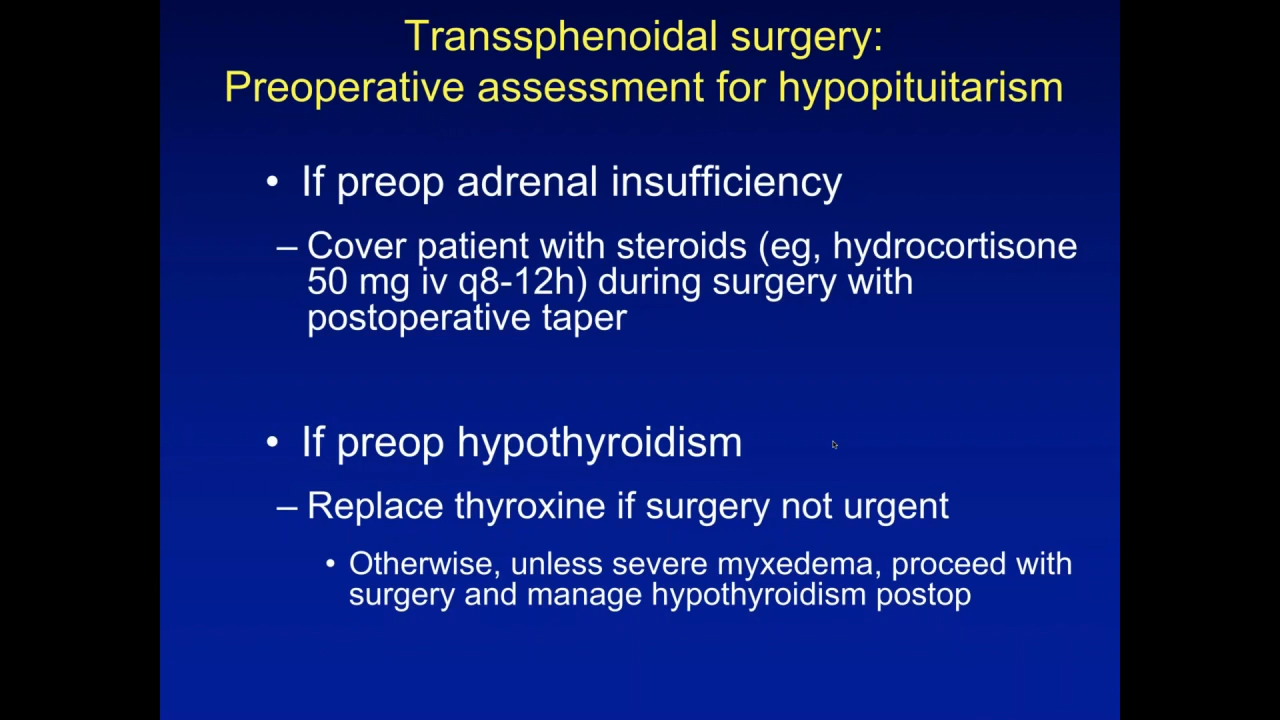 Transsphenoidal surgery:
Preoperative assessment for hypopituitarism
• If preop adrenal insufficiency
– Cover patient with steroids (eg, hydrocortisone
50 mg iv q8-12h) during surgery with
postoperative taper
• If preop hypothyroidism
– Replace thyroxine if surgery not urgent
• Otherwise, unless severe myxedema, proceed with
surgery and manage hypothyroidism postop